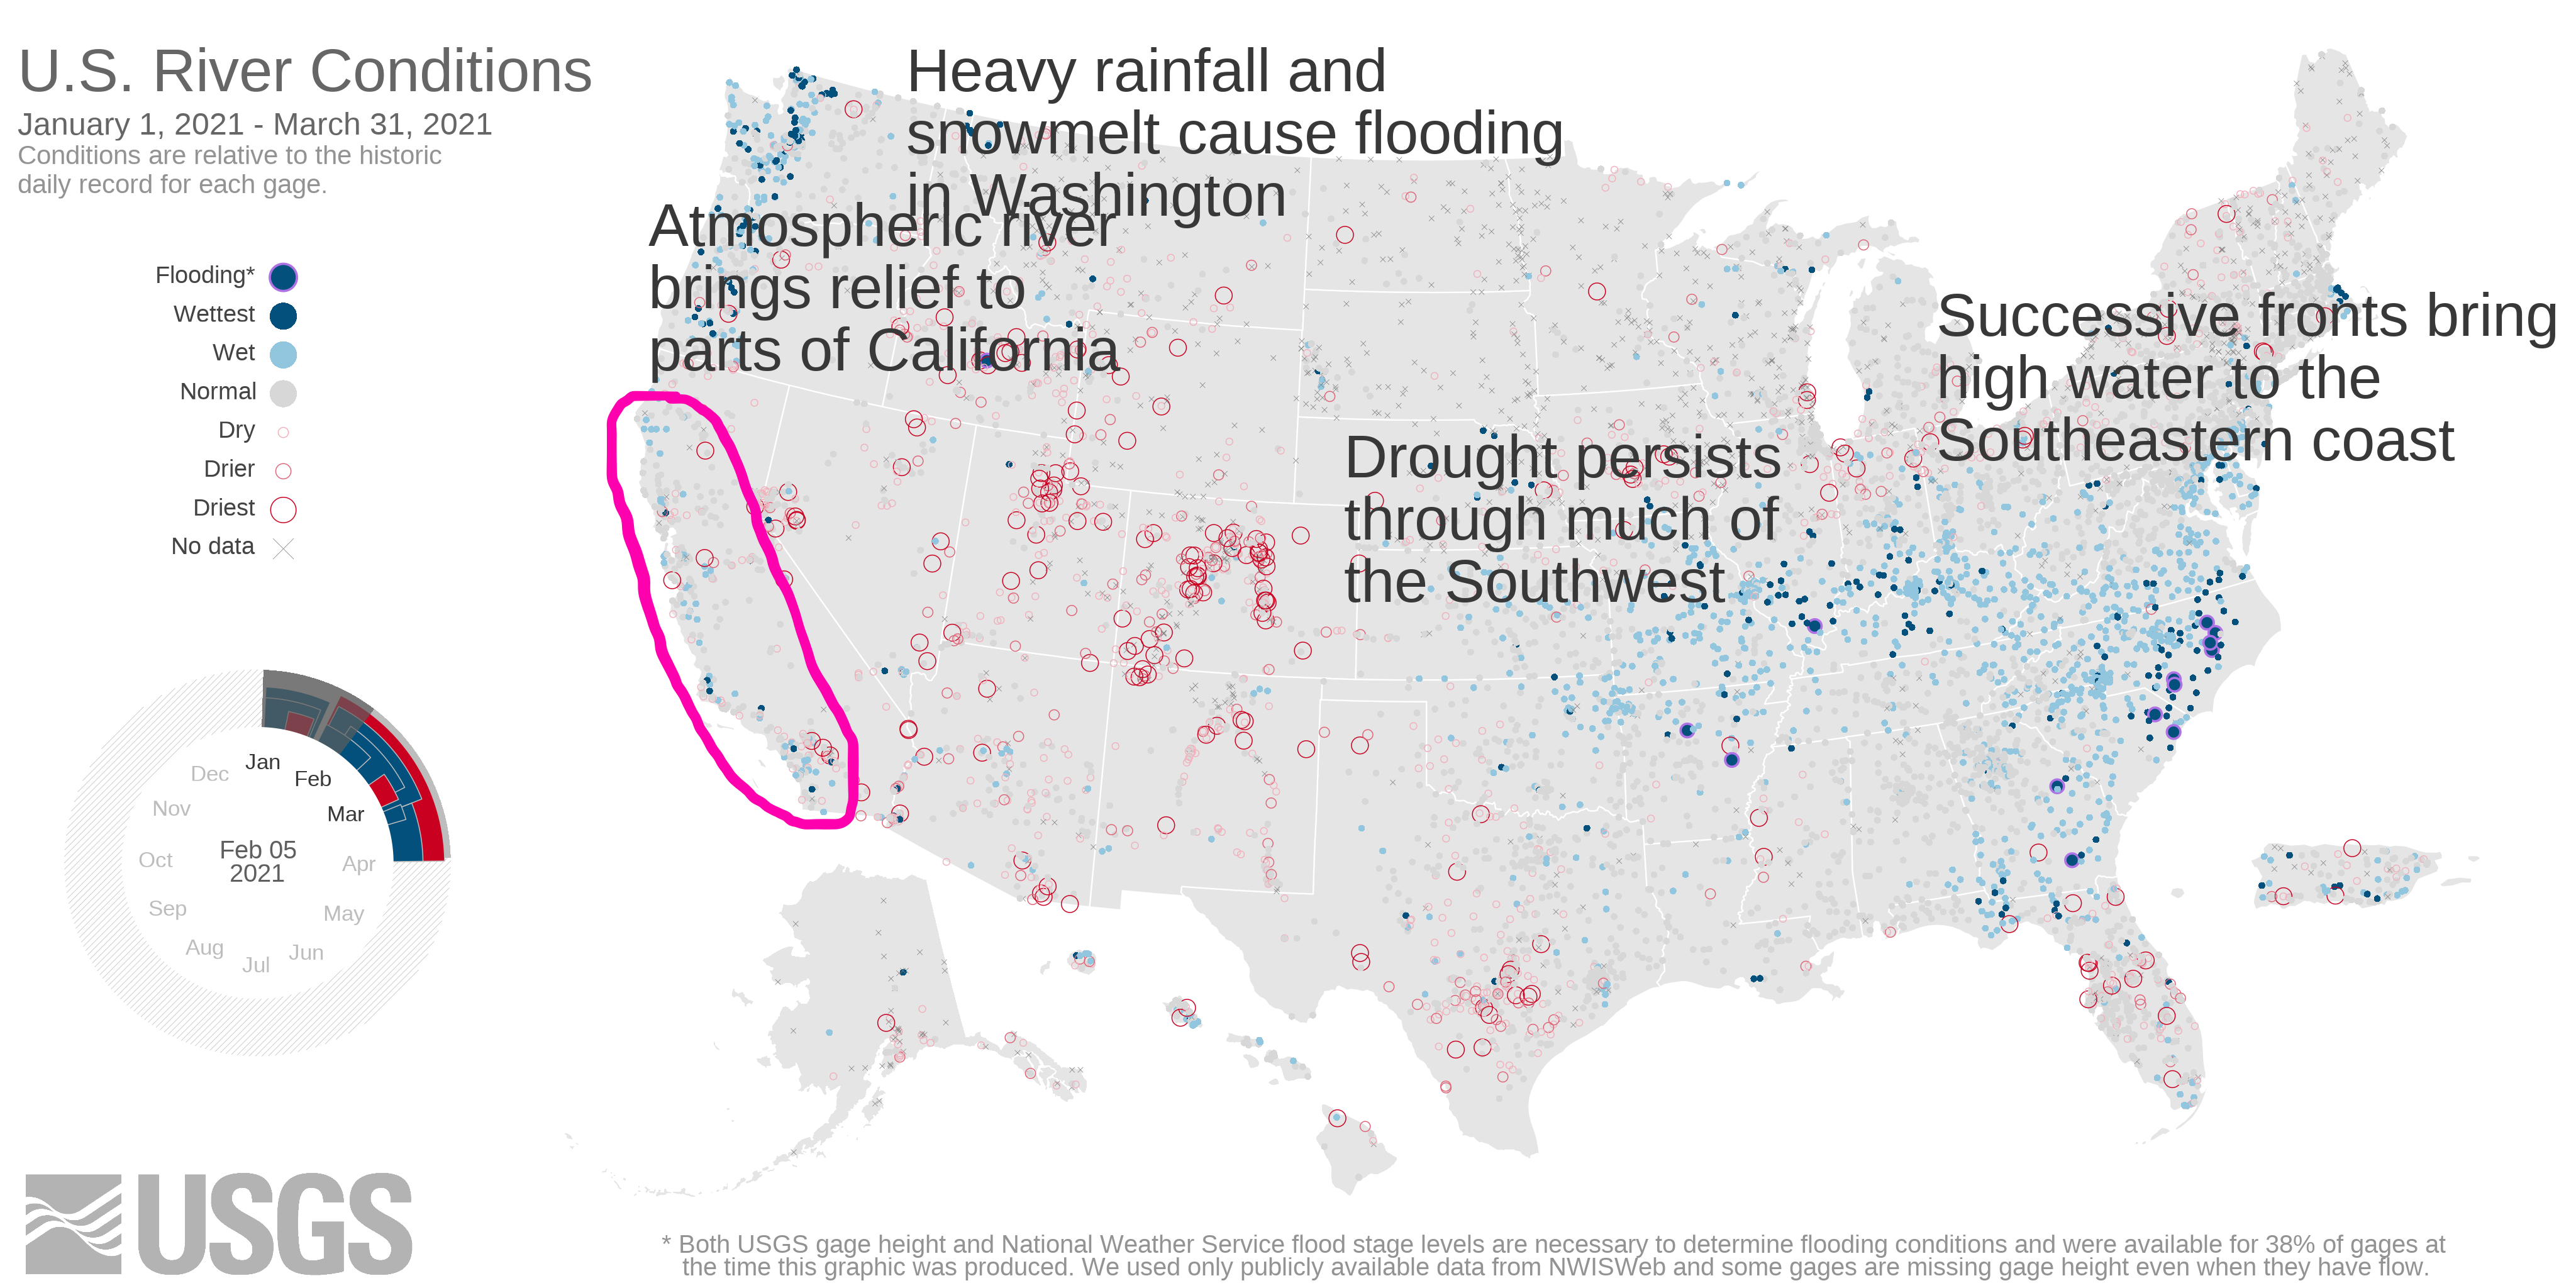 U.S. River Conditions
January 1, 2021 - March 31, 2021
Conditions are relative to the historic
daily record for each gage.
Flooding*
Wettest
Wet
Normal
Dry
Drier
Driest
No data
Heavy rainfall and
snowmelt cause flooding
in Washington
Atmospheric river
brings relief to
parts of California
Successive fronts bring
high water to the
Southeastern coast
Drought persists
through much of
the Southwest
Jan
Feb
Mar
Apr
May
Jun
Jul
Aug
Sep
Oct
Nov
Dec
Feb 05
2021
USGS
* Both USGS gage height and National Weather Service flood stage levels are necessary to determine flooding conditions and were available for 38% of gages at
the time this graphic was produced. We used only publicly available data from NWISWeb and some gages are missing gage height even when they have flow.